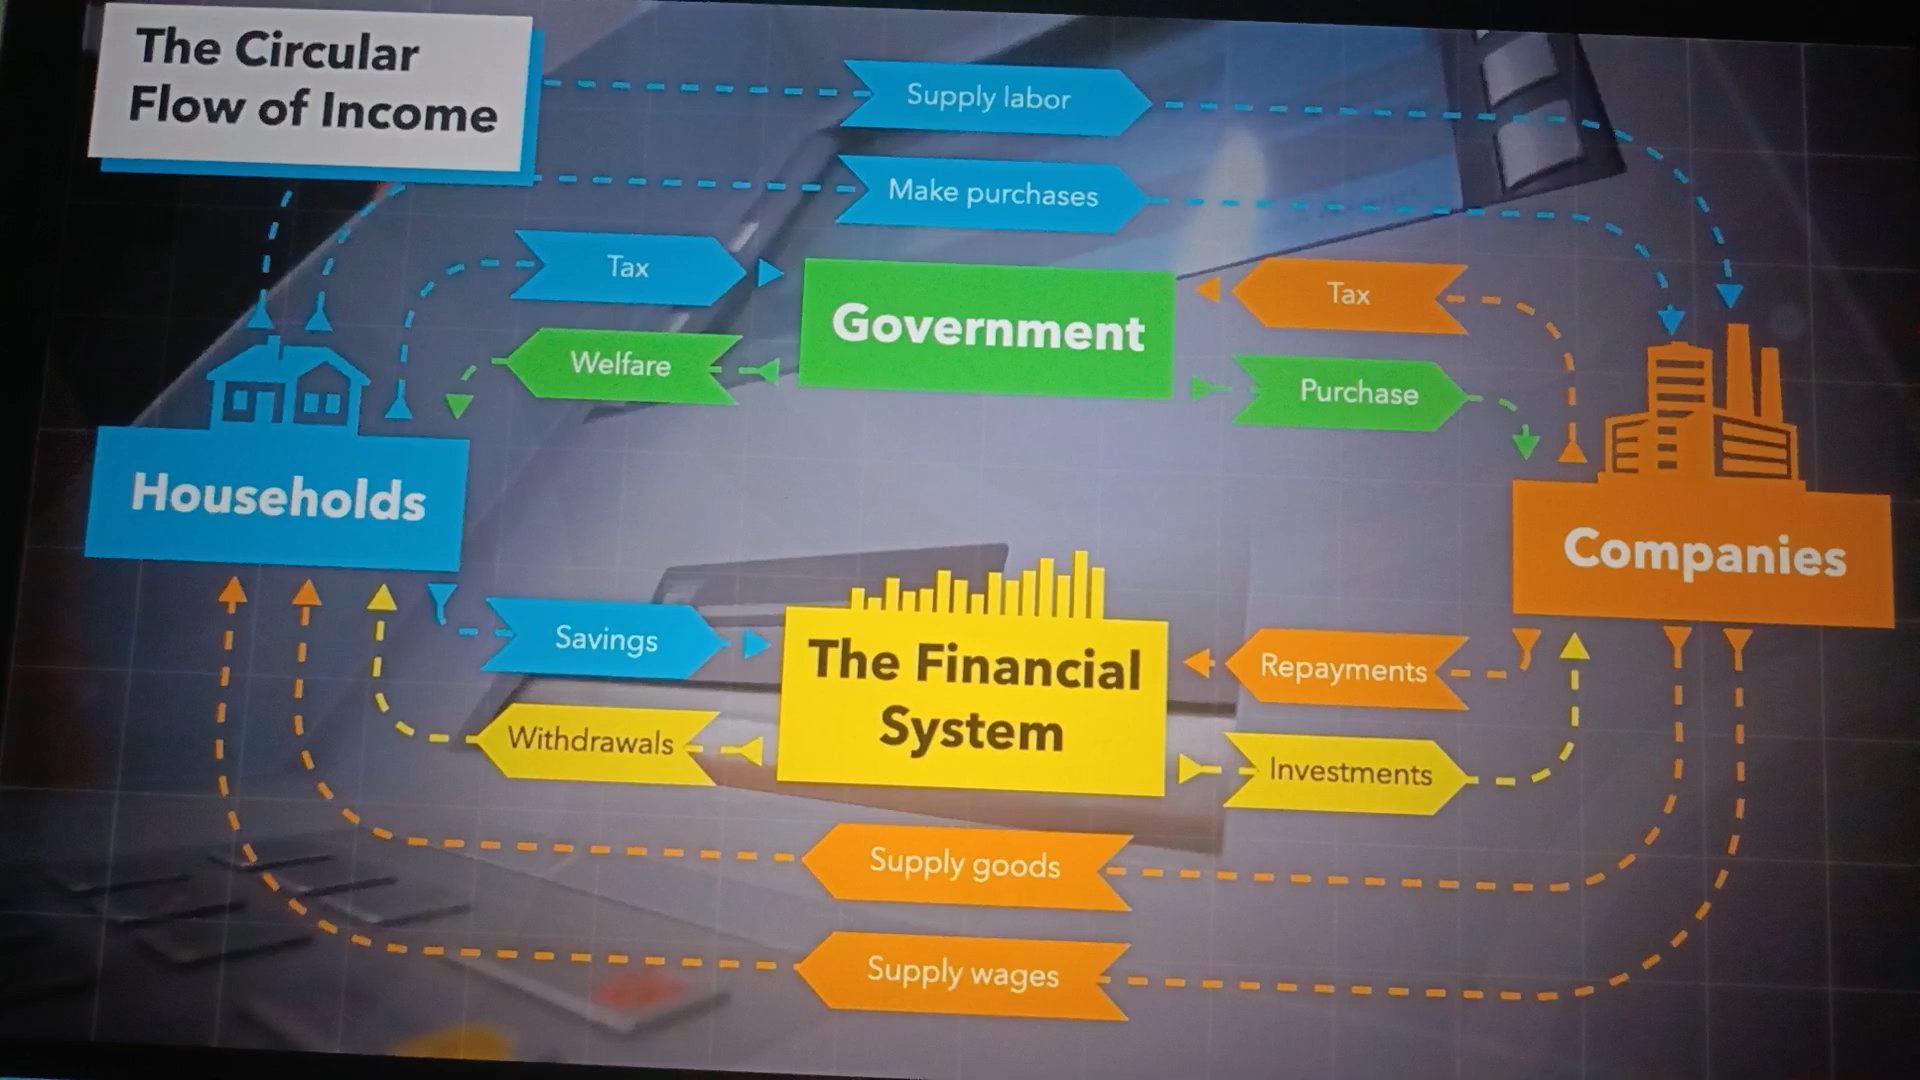 The Circular
Flow of Income
Supply labor
Make purchases
Tax
Government
Tax
Welfare
Purchase
Households
Companies
Savings
The Financial
System
Repayments
Withdrawals
Investments
Supply goods
Supply wages